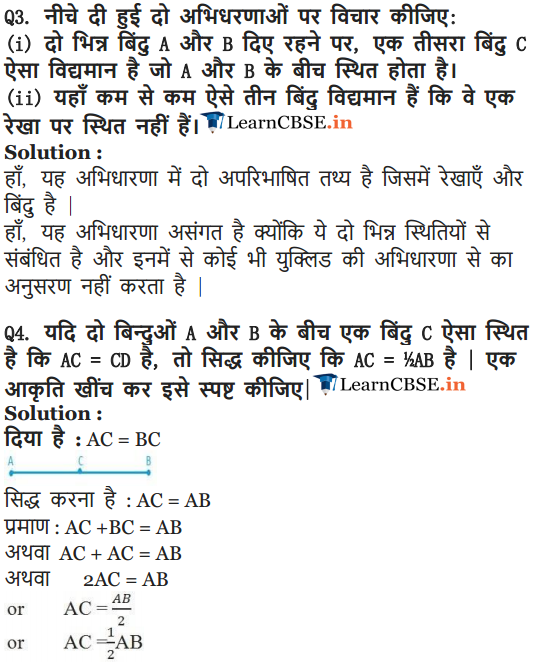 Q3. नीचे दी हुई दो अभिधरणाओं पर विचार कीजिए:
(i) दो भिन्न बिंदु A और B दिए रहने पर, एक तीसरा बिंदु C
ऐसा विद्यमान है जो A और B के बीच स्थित होता है।
(ii) यहाँ कम से कम ऐसे तीन बिंदु विद्यमान हैं कि वे एक
रेखा पर स्थित नहीं हैं। LearnCBSE.in
Solution :
हाँ, यह अभिधारणा में दो अपरिभाषित तथ्य है जिसमें रेखाएँ और
बिंदु है |
हाँ, यह अभिधारणा असंगत है क्योंकि ये दो भिन्न स्थितियों से
संबंधित है और इनमें से कोई भी युक्लिड की अभिधारणा से का
अनुसरण नहीं करता है |
Q4. यदि दो बिन्दुओं A और B के बीच एक बिंदु C ऐसा स्थित
है कि AC = CD है, तो सिद्ध कीजिए कि AC = ½AB है | एक
आकृति खींच कर इसे स्पष्ट कीजिए| LearnCBSE.in
Solution :
दिया है : AC = BC
A C B
सिद्ध करना है : AC = AB
प्रमाण : AC +BC = AB
अथवा AC + AC = AB
अथवा 2AC = AB
or AC = AB/2
or AC = 1/2 AB